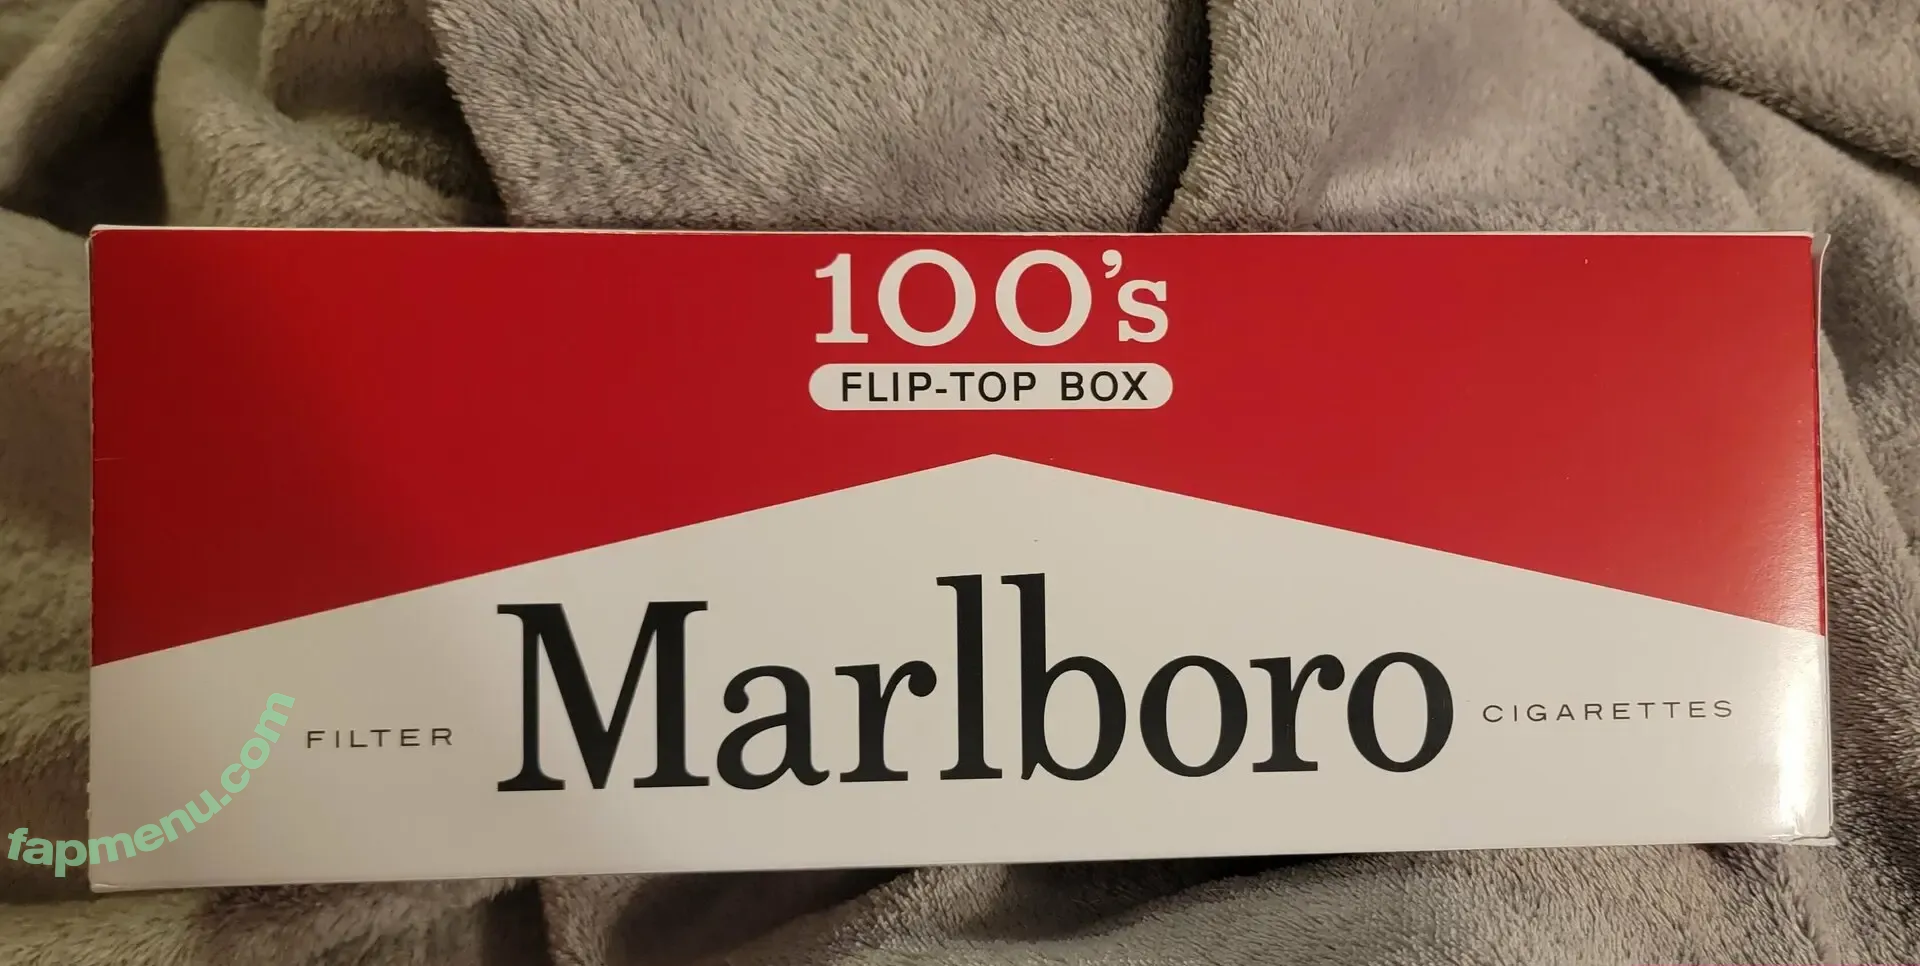 100's
FLIP-TOP BOX
FILTER Marlboro CIGARETTES
fapmenu.com